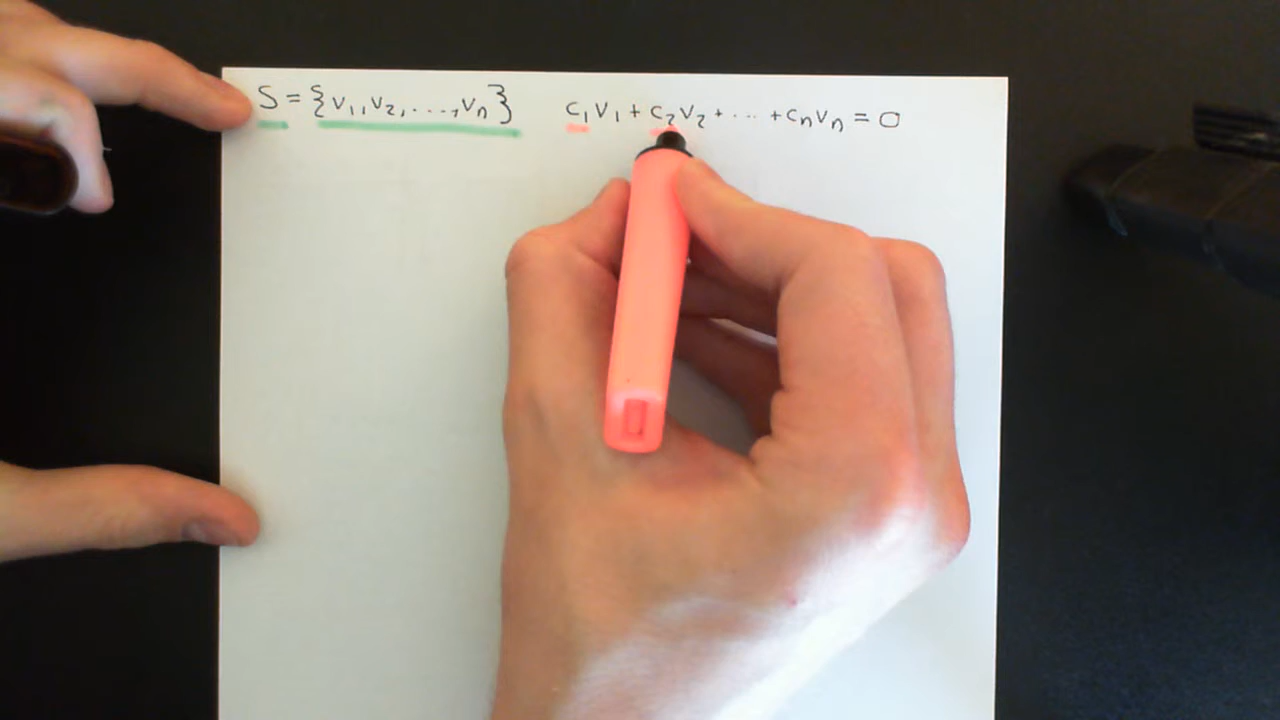 S = {v₁, v₂, ...., vₙ} c₁v₁ + c₂v₂ + ... + cₙvₙ = 0